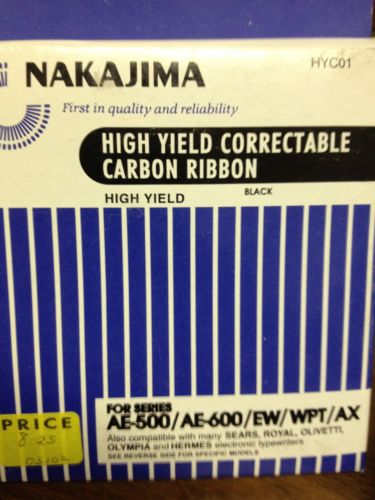 HYC01
NAKAJIMA
First in quality and reliability
HIGH YIELD CORRECTABLE
CARBON RIBBON
HIGH YIELD
BLACK
PRICE
8.25
FOR SERIES
AE-500/AE-600/EW/WPT/AX
Also compatible with many SEARS, ROYAL, OLIVETTI,
OLYMPIA and HERMES electronic typewriters.
SEE REVERSE SIDE FOR SPECIFIC MODELS